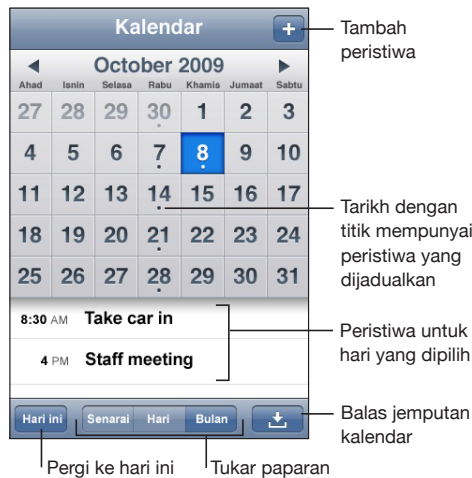 Kalendar
+
Tambah
peristiwa
October 2009
Ahad Isnin Selasa Rabu Khamis Jumaat Sabtu
27 28 29 30 1 2 3
4 5 6 7 8 9 10
11 12 13 14 15 16 17
18 19 20 21 22 23 24
25 26 27 28 29 30 31
Tarikh dengan
titik mempunyai
peristiwa yang
dijadualkan
8:30 AM Take car in
4 PM Staff meeting
Peristiwa untuk
hari yang dipilih
Hari ini Senarai Hari Bulan
Balas jemputan
kalendar
Pergi ke hari ini
Tukar paparan